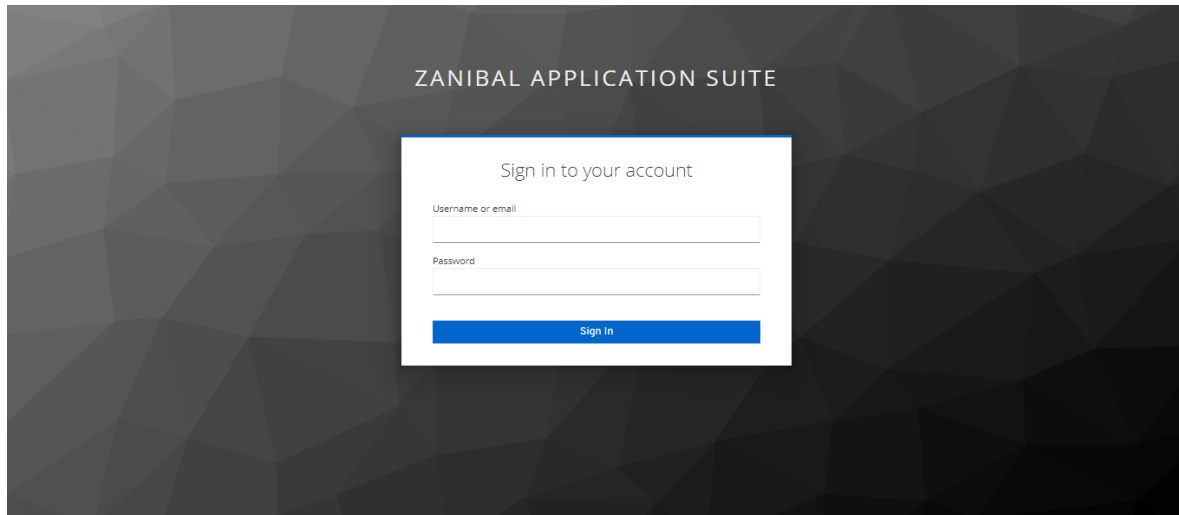 ZANIBAL APPLICATION SUITE
Sign in to your account
Username or email
Password
Sign In